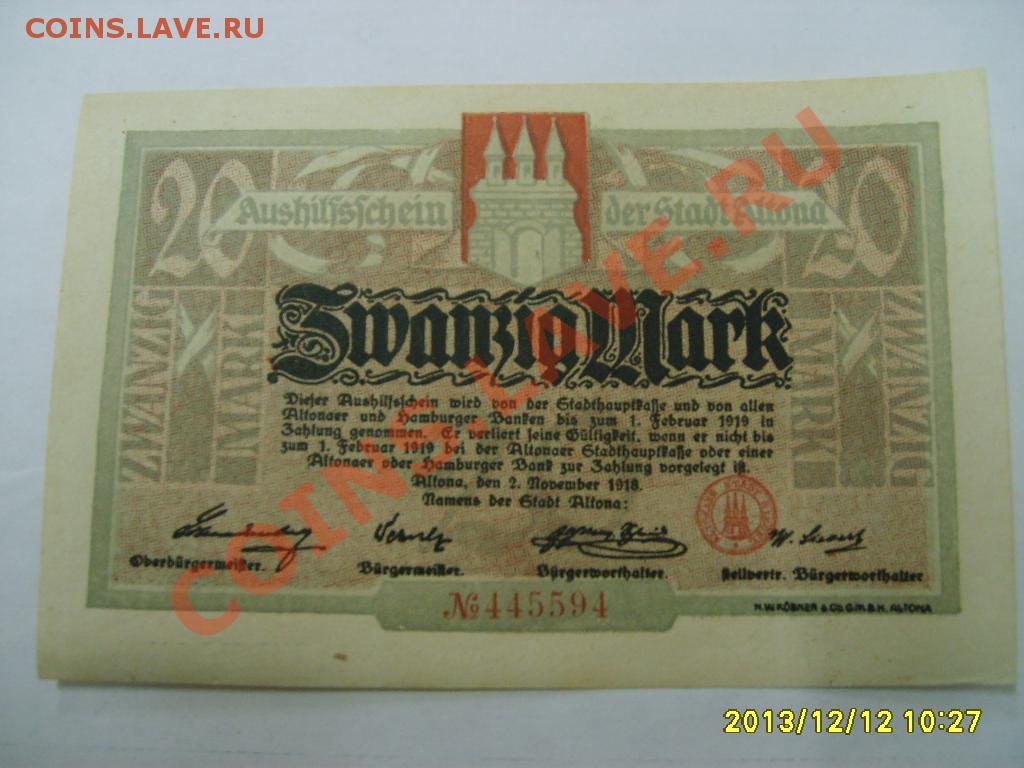 COINS.LAVE.RU
20 20
Aushilfsschein der Stadt Altona
Zwanzig Mark
ZWANZIG MARK MARK ZWANZIG
Dieser Aushilfsschein wird von der Stadthauptkasse und von allen
Altonaer und Hamburger Banken bis zum 1. Februar 1919 in
Zahlung genommen. Er verliert seine Gültigkeit, wenn er nicht bis
zum 1. Februar 1919 bei der Altonaer Stadthauptkasse oder einer
Altonaer oder Hamburger Bank zur Zahlung vorgelegt ist.
Altona, den 2. November 1918.
Namens der Stadt Altona:
Oberbürgermeister. Bürgermeister. Bürgerworthalter. stellvertr. Bürgerworthalter
№ 445594
H.W.KÖBNER & CO. G.M.B.H. ALTONA
COINS.LAVE.RU
2013/12/12 10:27